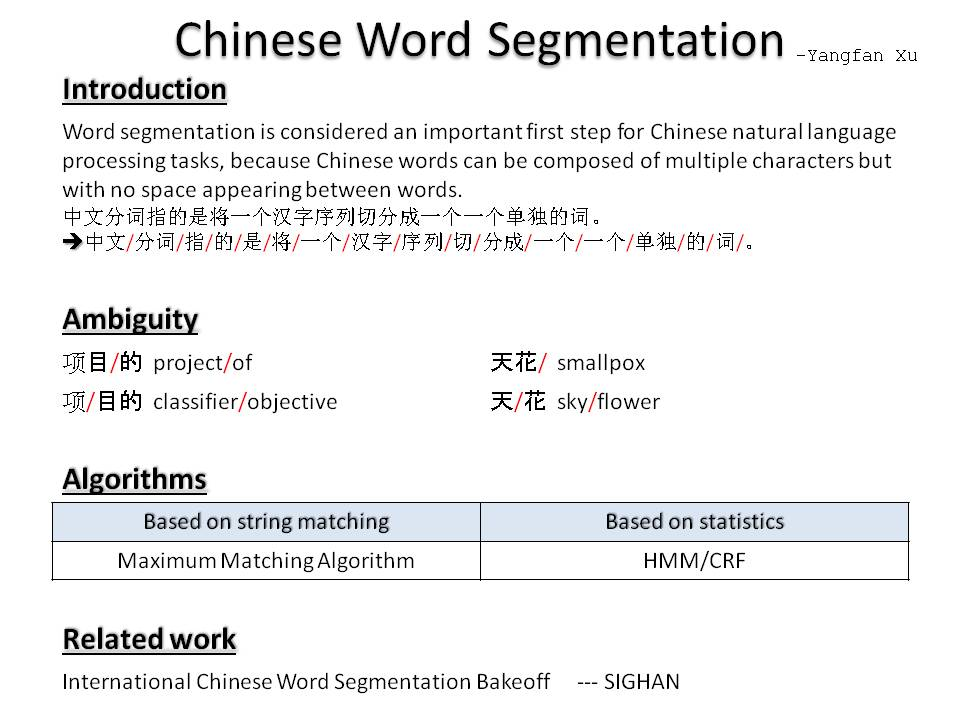 Chinese Word Segmentation -Yangfan Xu
Introduction
Word segmentation is considered an important first step for Chinese natural language
processing tasks, because Chinese words can be composed of multiple characters but
with no space appearing between words.
中文分词指的是将一个汉字序列切分成一个一个单独的词。
➔中文/分词/指/的/是/将/一个/汉字/序列/切/分成/一个/一个/单独/的/词/。
Ambiguity
项目/的 project/of 天花/ smallpox
项/目的 classifier/objective 天/花 sky/flower
Algorithms
Based on string matching Based on statistics
Maximum Matching Algorithm HMM/CRF
Related work
International Chinese Word Segmentation Bakeoff --- SIGHAN